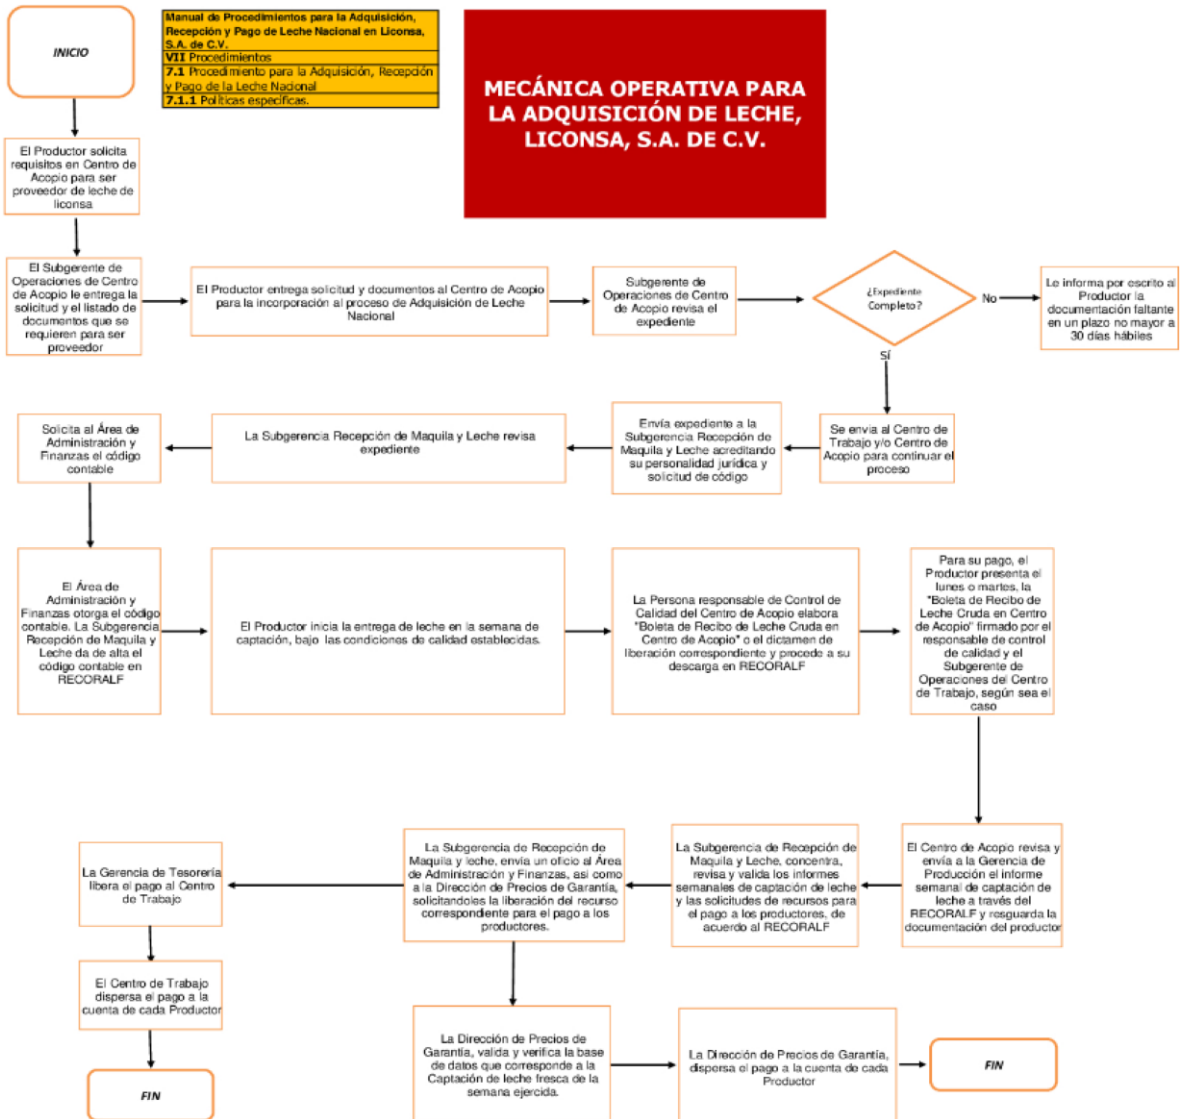 INICIO
Manual de Procedimientos para la Adquisición,
Recepción y Pago de Leche Nacional en Liconsa,
S.A. de C.V.
VII Procedimientos
7.1 Procedimiento para la Adquisición, Recepción
y Pago de la Leche Nacional
7.1.1 Políticas específicas.
MECÁNICA OPERATIVA PARA
LA ADQUISICIÓN DE LECHE,
LICONSA, S.A. DE C.V.
El Productor solicita
requisitos en Centro de
Acopio para ser
proveedor de leche de
liconsa
El Subgerente de
Operaciones de Centro
de Acopio le entrega la
solicitud y el listado de
documentos que se
requieren para ser
proveedor
El Productor entrega solicitud y documentos al Centro de Acopio
para la incorporación al proceso de Adquisición de Leche
Nacional
Subgerente de
Operaciones de Centro
de Acopio revisa el
expediente
¿Expediente
Completo?
No
Le informa por escrito al
Productor la
documentación faltante
en un plazo no mayor a
30 días hábiles
Sí
Se envia al Centro de
Trabajo y/o Centro de
Acopio para continuar el
proceso
Envía expediente a la
Subgerencia Recepción de
Maquila y Leche acreditando
su personalidad jurídica y
solicitud de código
La Subgerencia Recepción de Maquila y Leche revisa
expediente
Solicita al Área de
Administración y
Finanzas el código
contable
El Área de
Administración y
Finanzas otorga el código
contable. La Subgerencia
Recepción de Maquila y
Leche da de alta el
código contable en
RECORALF
El Productor inicia la entrega de leche en la semana de
captación, bajo las condiciones de calidad establecidas.
La Persona responsable de Control de
Calidad del Centro de Acopio elabora
"Boleta de Recibo de Leche Cruda en
Centro de Acopio" o el dictamen de
liberación correspondiente y procede a su
descarga en RECORALF
Para su pago, el
Productor presenta el
lunes o martes, la
"Boleta de Recibo de
Leche Cruda en Centro
de Acopio" firmado por el
responsable de control
de calidad y el
Subgerente de
Operaciones del Centro
de Trabajo, según sea el
caso
El Centro de Acopio revisa y
envía a la Gerencia de
Producción el informe
semanal de captación de
leche a través del
RECORALF y resguarda la
documentación del productor
La Subgerencia de Recepción de
Maquila y Leche, concentra,
revisa y valida los informes
semanales de captación de leche
y las solicitudes de recursos para
el pago a los productores, de
acuerdo al RECORALF
La Subgerencia de Recepción de
Maquila y leche, envía un oficio al Área
de Administración y Finanzas, asi como
a la Dirección de Precios de Garantía,
solicitandoles la liberación del recurso
correspondiente para el pago a los
productores.
La Gerencia de Tesorería
libera el pago al Centro
de Trabajo
El Centro de Trabajo
dispersa el pago a la
cuenta de cada Productor
FIN
La Dirección de Precios de
Garantía, valida y verifica la base
de datos que corresponde a la
Captación de leche fresca de la
semana ejercida.
La Dirección de Precios de Garantía,
dispersa el pago a la cuenta de cada
Productor
FIN